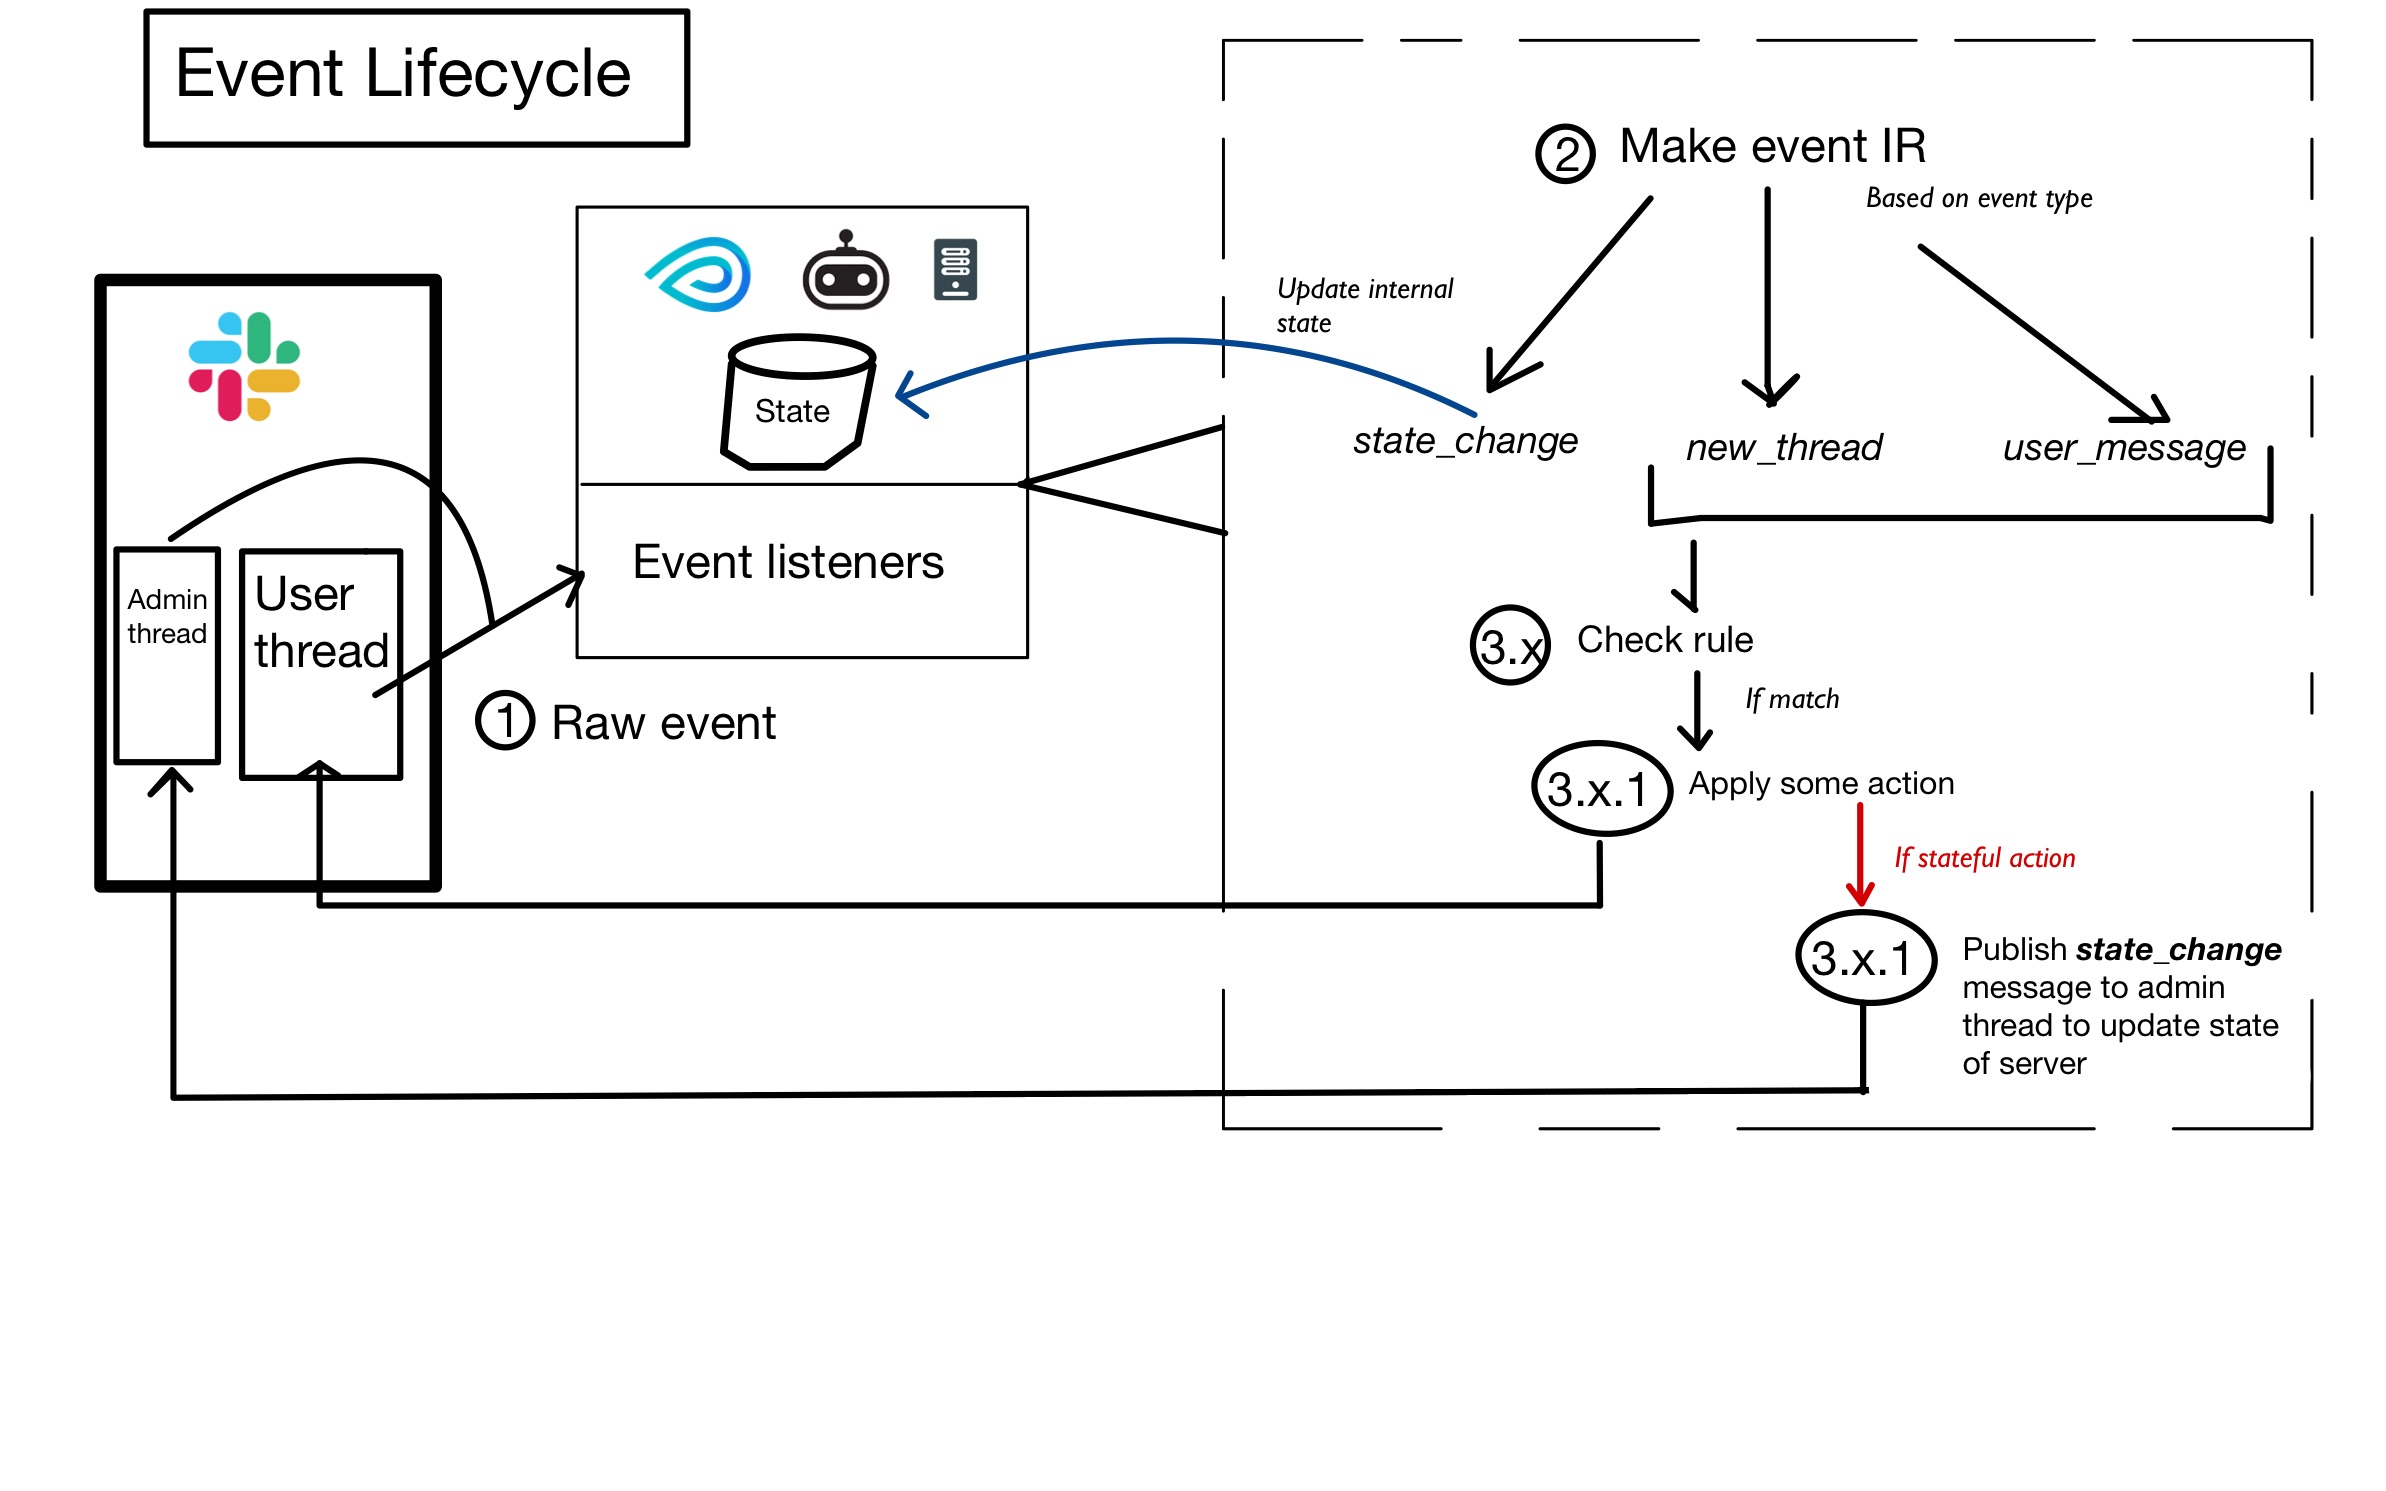 Event Lifecycle
2 Make event IR
Based on event type
Update internal
state
State
state_change
new_thread
user_message
Event listeners
Admin
thread
User
thread
1 Raw event
3.x Check rule
If match
3.x.1 Apply some action
If stateful action
3.x.1
Publish state_change
message to admin
thread to update state
of server